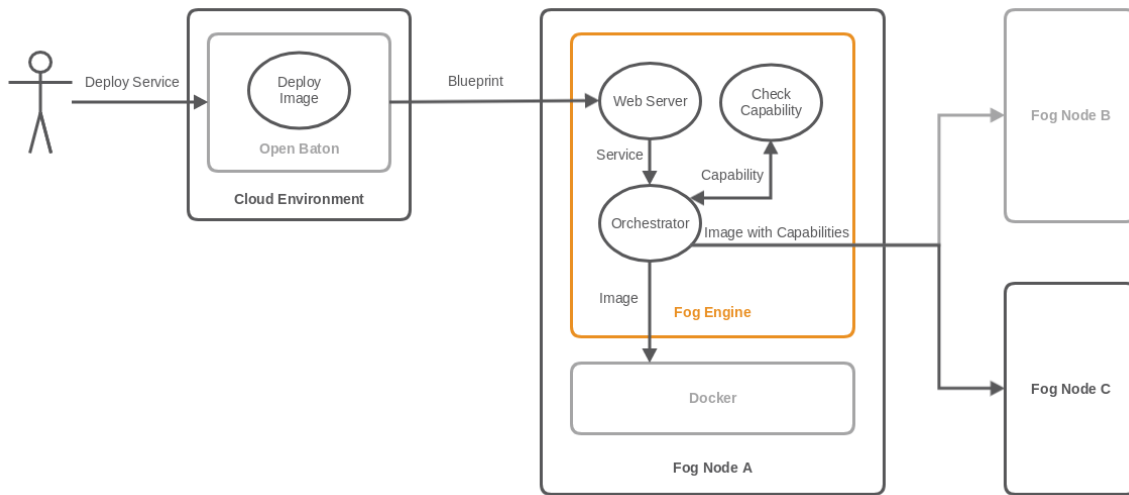 Deploy Service
Deploy
Image
Open Baton
Cloud Environment
Blueprint
Web Server
Check
Capability
Service
Capability
Orchestrator
Image with Capabilities
Image
Fog Engine
Docker
Fog Node A
Fog Node B
Fog Node C